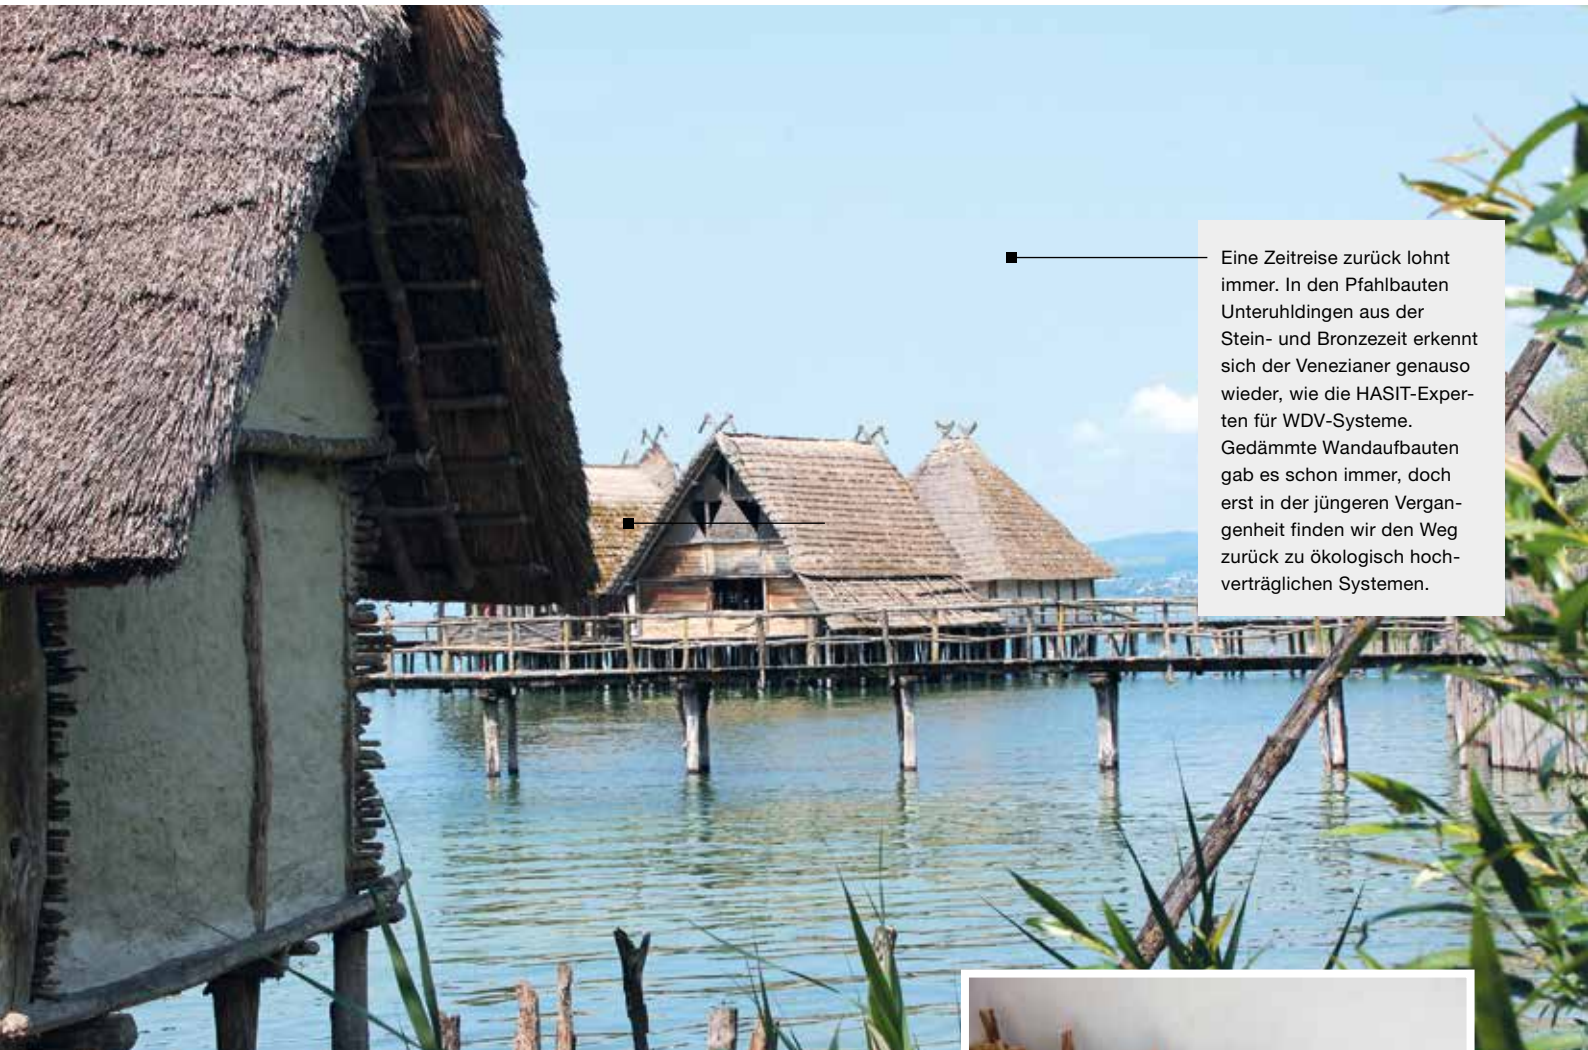 Eine Zeitreise zurück lohnt
immer. In den Pfahlbauten
Unteruhldingen aus der
Stein- und Bronzezeit erkennt
sich der Venezianer genauso
wieder, wie die HASIT-Exper-
ten für WDV-Systeme.
Gedämmte Wandaufbauten
gab es schon immer, doch
erst in der jüngeren Vergan-
genheit finden wir den Weg
zurück zu ökologisch hoch-
verträglichen Systemen.